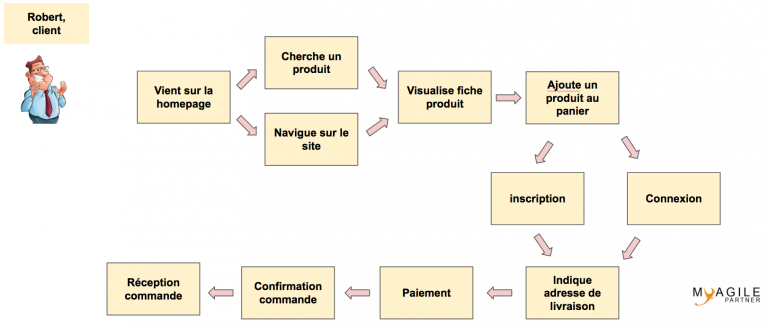 Robert,
client
Vient sur la
homepage
Cherche un
produit
Navigue sur le
site
Visualise fiche
produit
Ajoute un
produit au
panier
inscription
Connexion
Indique
adresse de
livraison
Paiement
Confirmation
commande
Réception
commande
MyAGILE
PARTNER